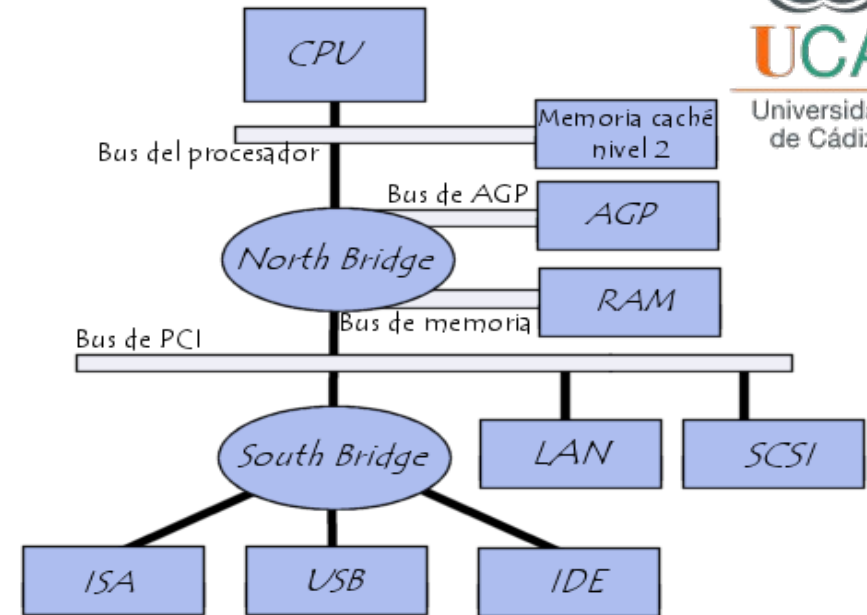 CPU
UCA
Universida
de Cádiz
Memoria caché
nivel 2
Bus del procesador
Bus de AGP
AGP
North Bridge
RAM
Bus de memoria
Bus de PCI
South Bridge
LAN
SCSI
ISA
USB
IDE